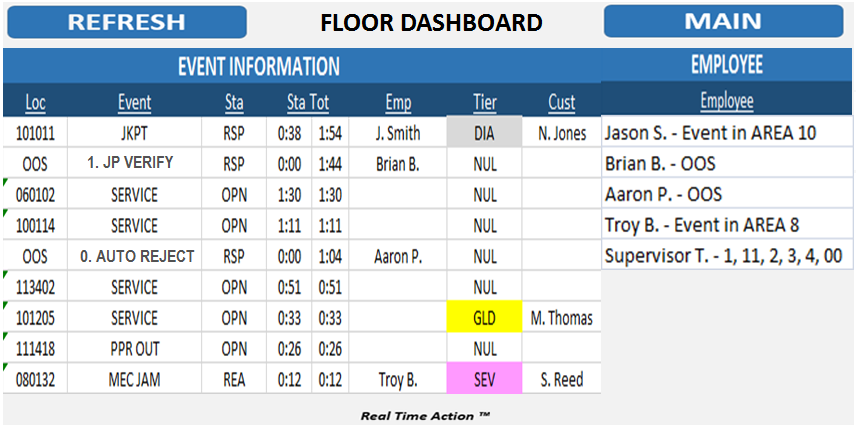 REFRESH FLOOR DASHBOARD MAIN
EVENT INFORMATION EMPLOYEE
Loc Event Sta Sta Tot Emp Tier Cust Employee
101011 JKPT RSP 0:38 1:54 J. Smith DIA N. Jones Jason S. - Event in AREA 10
OOS 1. JP VERIFY RSP 0:00 1:44 Brian B. NUL Brian B. - OOS
060102 SERVICE OPN 1:30 1:30 NUL Aaron P. - OOS
100114 SERVICE OPN 1:11 1:11 NUL Troy B. - Event in AREA 8
OOS 0. AUTO REJECT RSP 0:00 1:04 Aaron P. NUL Supervisor T. - 1, 11, 2, 3, 4, 00
113402 SERVICE OPN 0:51 0:51 NUL
101205 SERVICE OPN 0:33 0:33 GLD M. Thomas
111418 PPR OUT OPN 0:26 0:26 NUL
080132 MEC JAM REA 0:12 0:12 Troy B. SEV S. Reed
Real Time Action ™